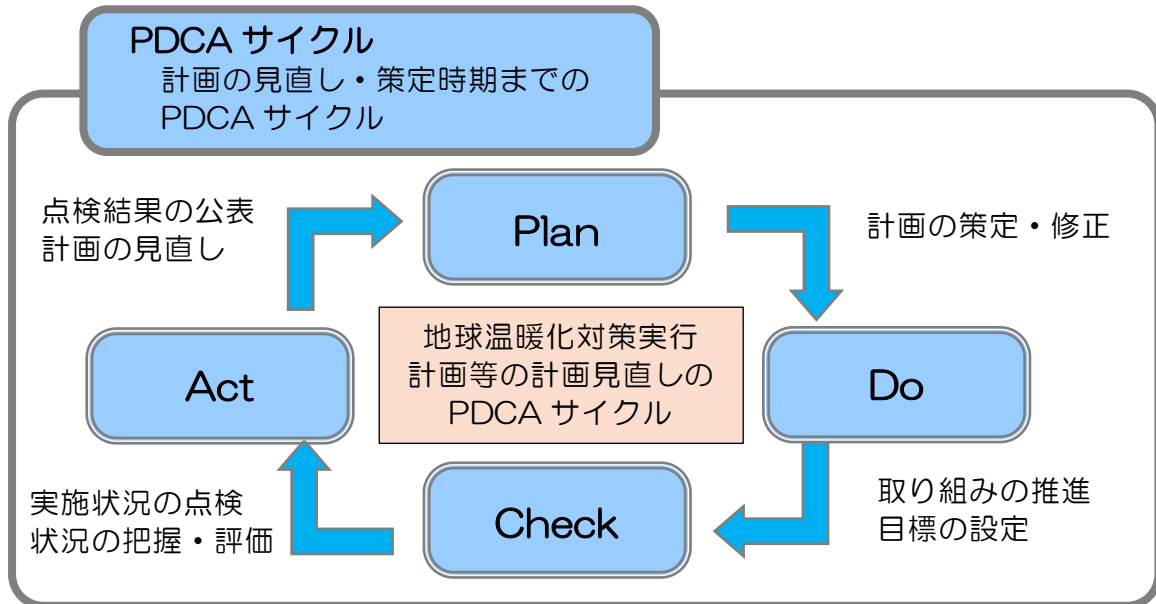 PDCA サイクル
計画の見直し・策定時期までの
PDCA サイクル
点検結果の公表
計画の見直し
Plan
計画の策定・修正
Act
地球温暖化対策実行
計画等の計画見直しの
PDCA サイクル
Do
実施状況の点検
状況の把握・評価
Check
取り組みの推進
目標の設定